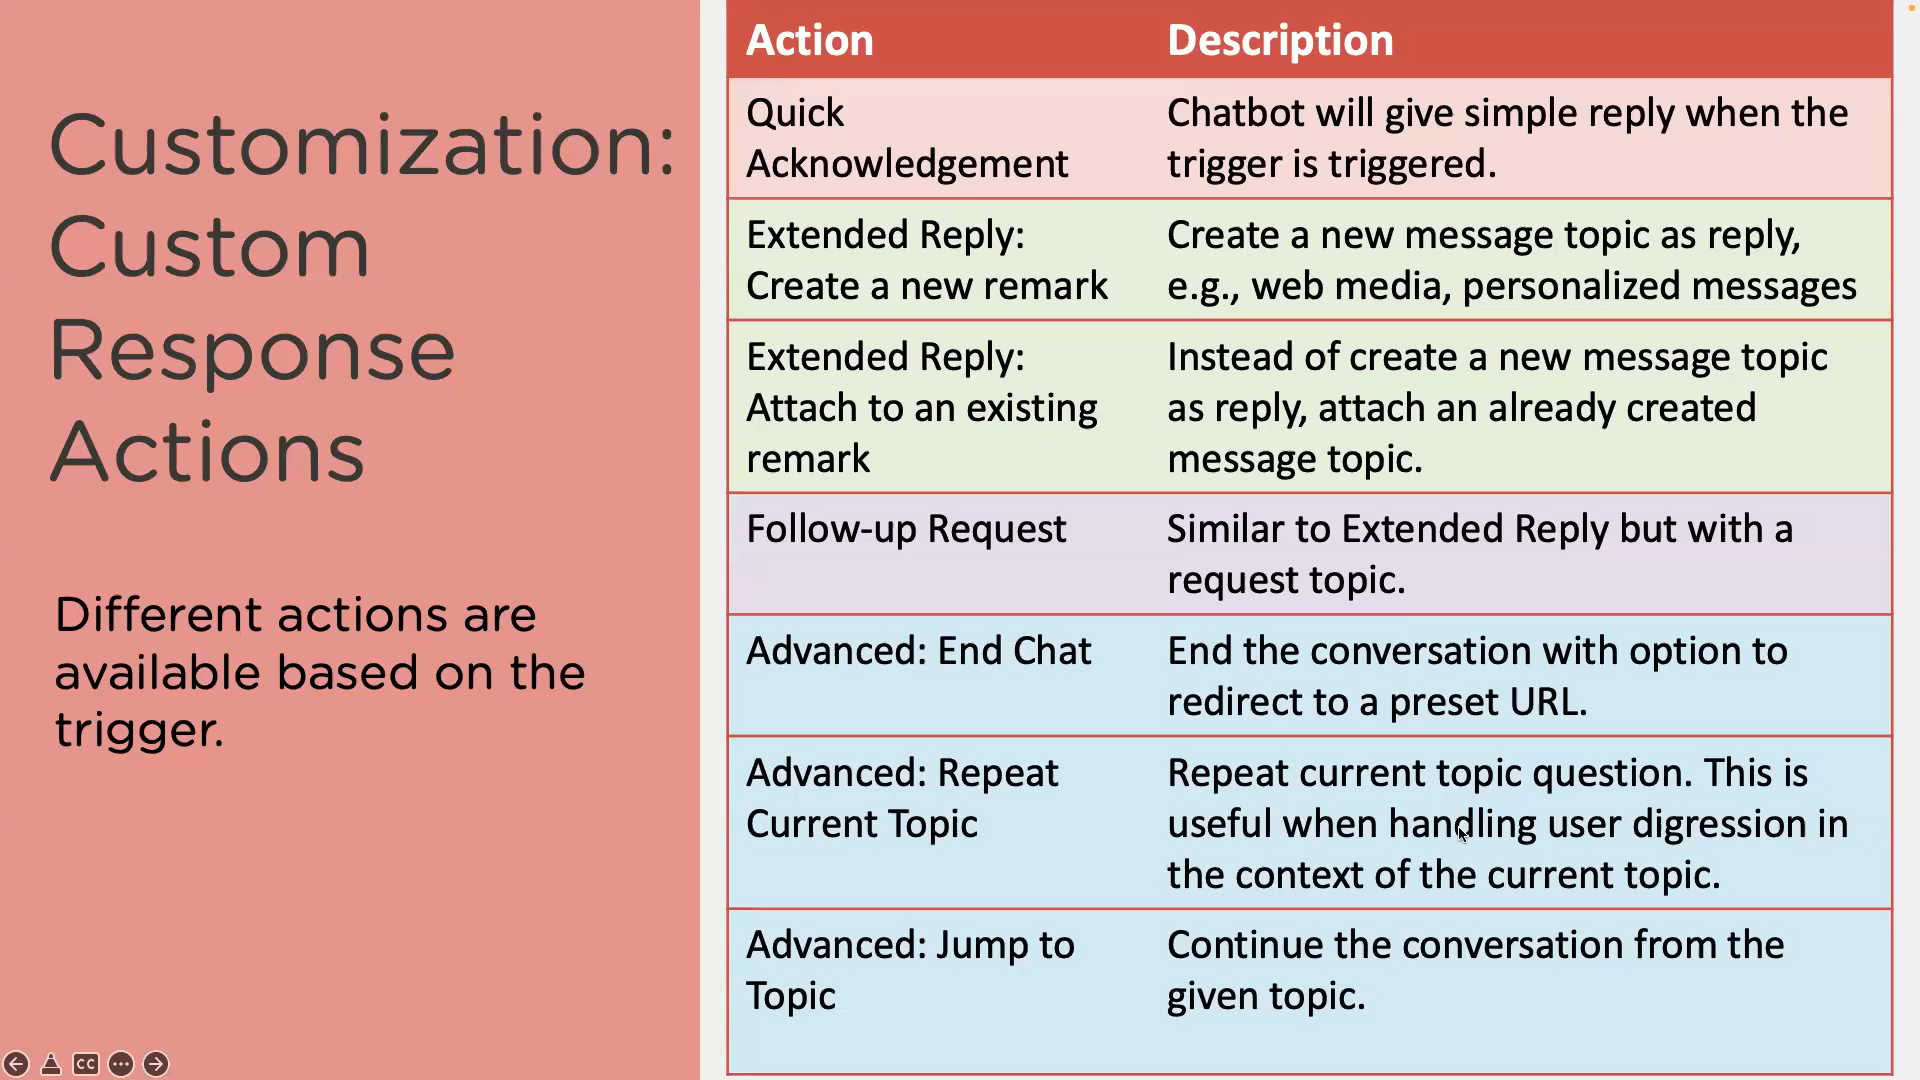 Customization:
Custom
Response
Actions
Different actions are
available based on the
trigger.
Action
Description
Quick
Acknowledgement
Chatbot will give simple reply when the
trigger is triggered.
Extended Reply:
Create a new remark
Create a new message topic as reply,
e.g., web media, personalized messages
Extended Reply:
Attach to an existing
remark
Instead of create a new message topic
as reply, attach an already created
message topic.
Follow-up Request
Similar to Extended Reply but with a
request topic.
Advanced: End Chat
End the conversation with option to
redirect to a preset URL.
Advanced: Repeat
Current Topic
Repeat current topic question. This is
useful when handling user digression in
the context of the current topic.
Advanced: Jump to
Topic
Continue the conversation from the
given topic.
CC